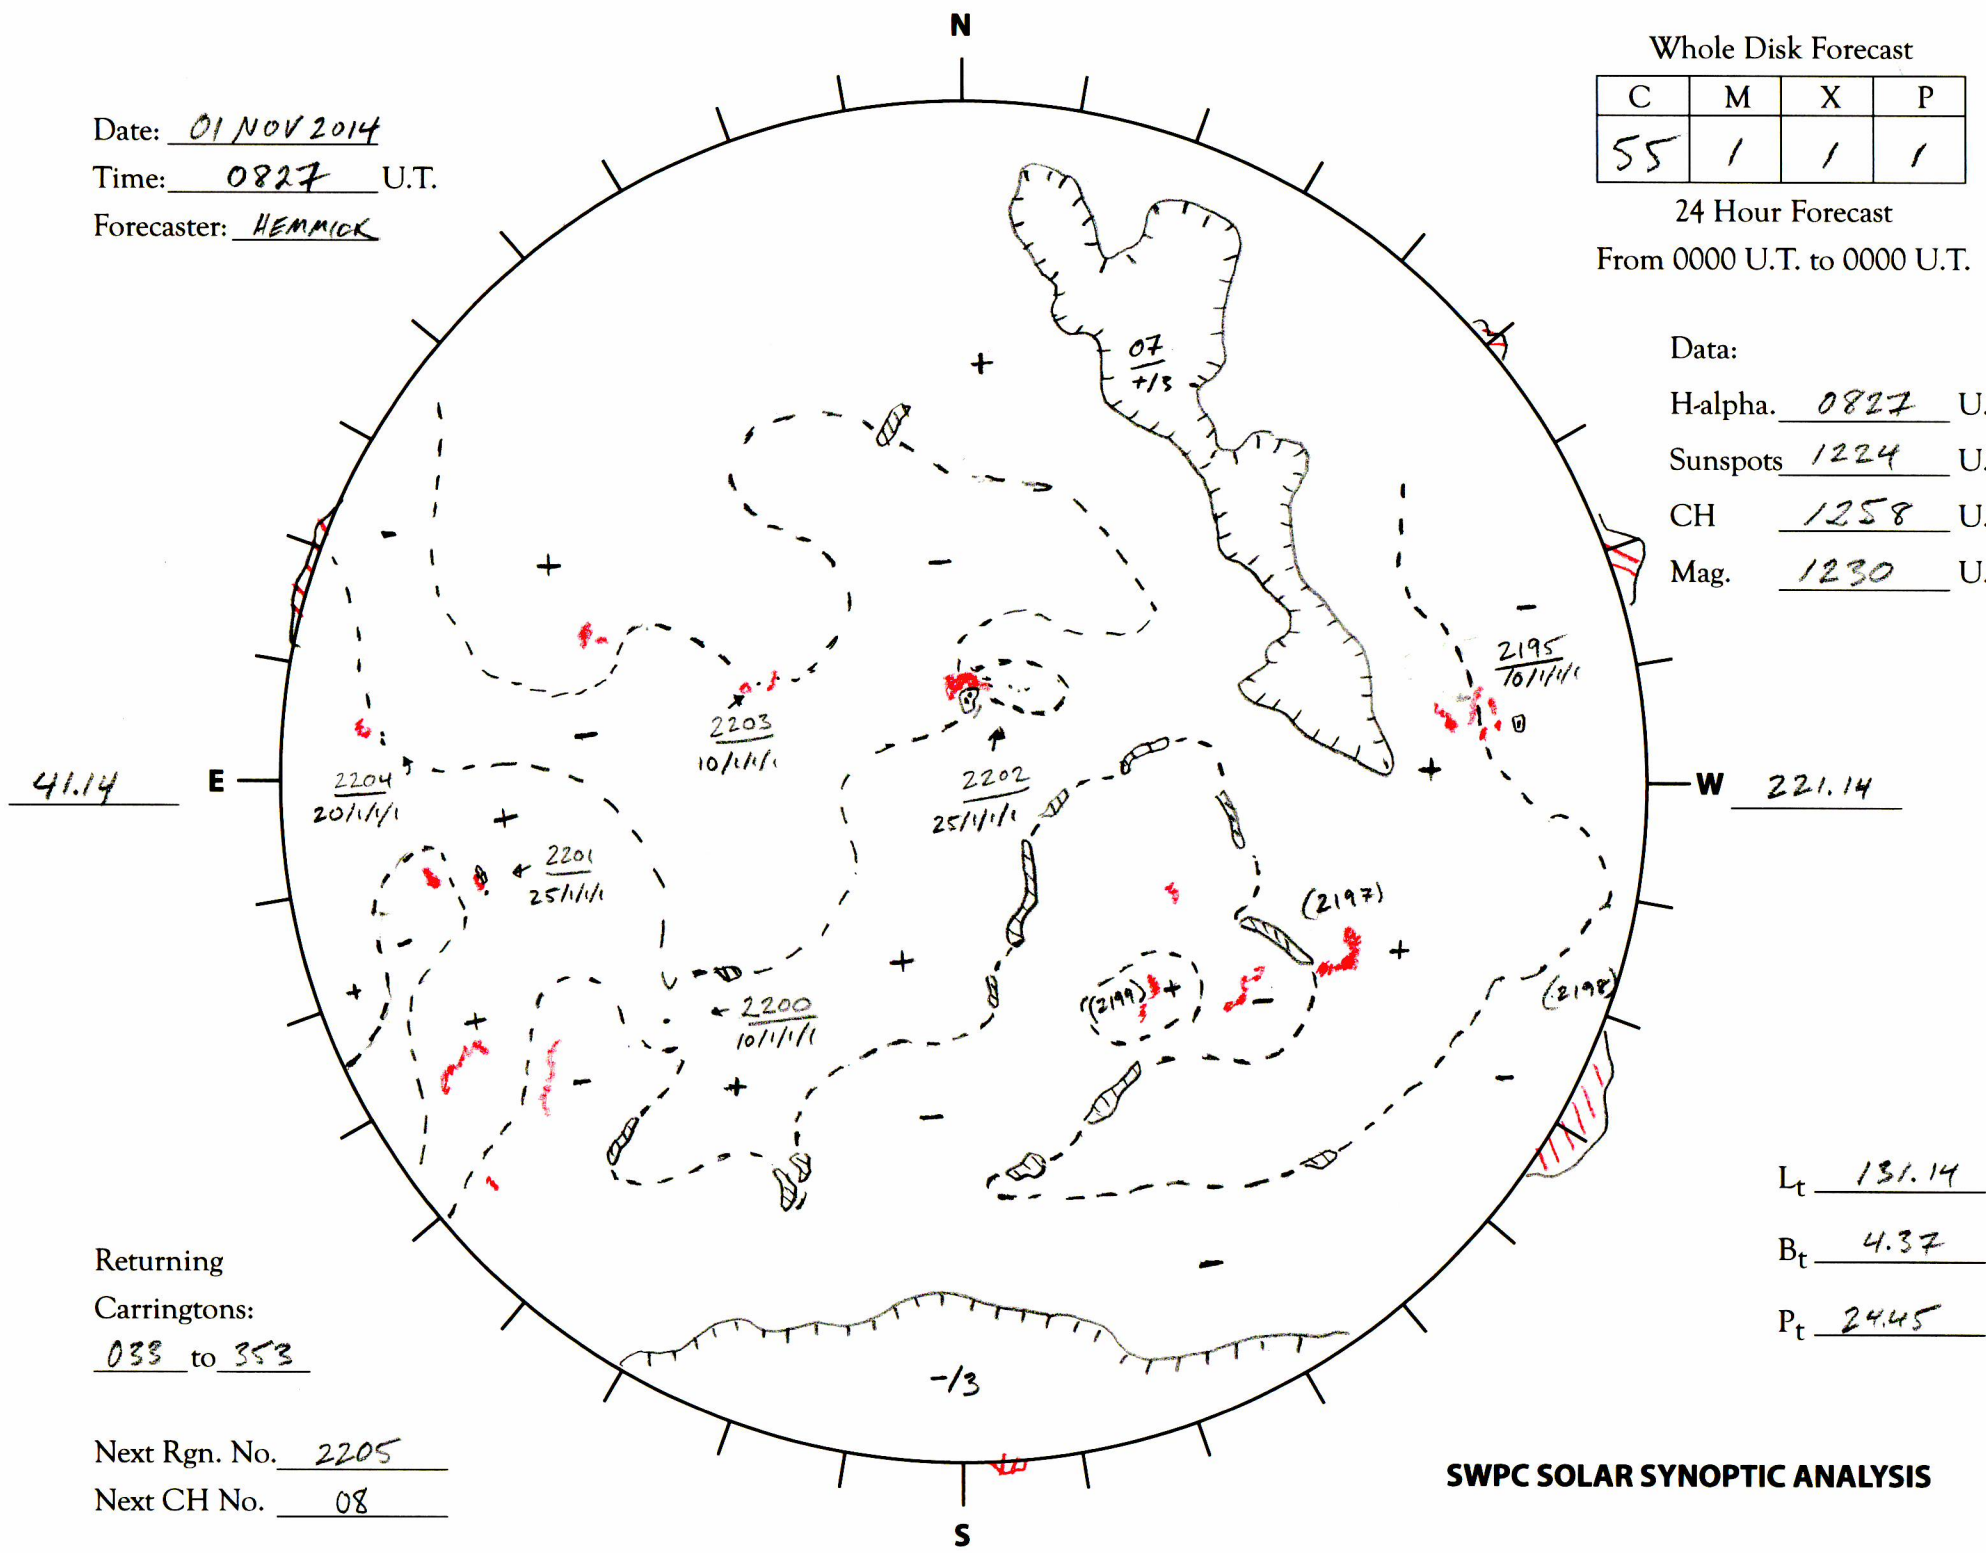 N
Date: 01 NOV 2014
Time: 0827 U.T.
Forecaster: HEMMICK
Whole Disk Forecast
C M X P
55 1 1 1
24 Hour Forecast
From 0000 U.T. to 0000 U.T.
Data:
H-alpha. 0827 U.
Sunspots 1224 U.
CH 1258 U.
Mag. 1230 U.
07
+/3
+
-
+
-
-
2195
10/1/1/1
2203
10/1/1/1
-
2204
20/1/1/1
2202
25/1/1/1
+
41.14 E
W 221.14
+
2201
25/1/1/1
(2197)
-
+
+
+
(2199) +
-
(2198)
2200
10/1/1/1
+
-
+
-
-
Lt 131.14
Bt 4.37
Pt 24.45
-
Returning
Carringtons:
033 to 353
-/3
Next Rgn. No. 2205
Next CH No. 08
SWPC SOLAR SYNOPTIC ANALYSIS
S